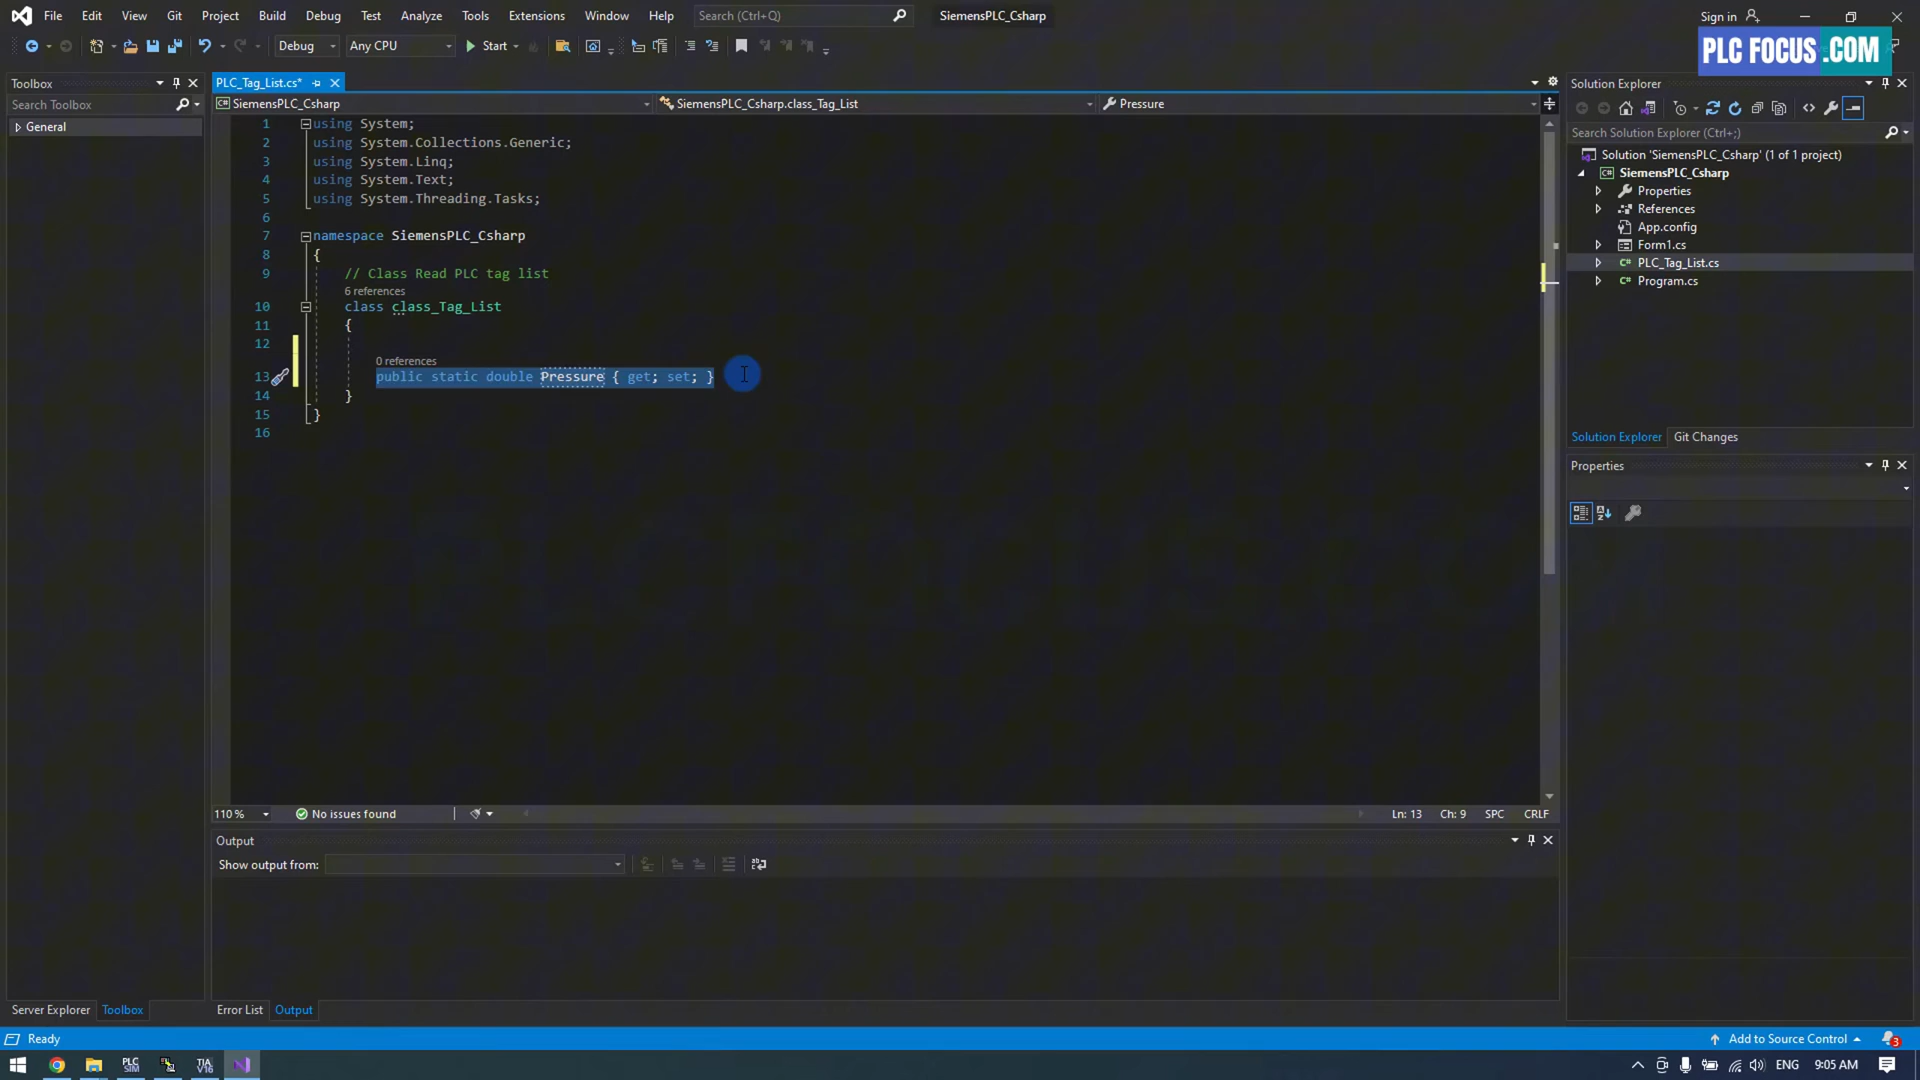 File Edit View Git Project Build Debug Test Analyze Tools Extensions Window Help Search (Ctrl+Q) SiemensPLC_Csharp Sign in
Debug Any CPU Start
PLC FOCUS .COM
Toolbox
Search Toolbox
General
PLC_Tag_List.cs*
SiemensPLC_Csharp SiemensPLC_Csharp.class_Tag_List Pressure
1 using System;
2 using System.Collections.Generic;
3 using System.Linq;
4 using System.Text;
5 using System.Threading.Tasks;
6
7 namespace SiemensPLC_Csharp
8 {
9 // Class Read PLC tag list
6 references
10 class class_Tag_List
11 {
12
0 references
13 public static double Pressure { get; set; }
14 }
15 }
16
110 % No issues found Ln: 13 Ch: 9 SPC CRLF
Output
Show output from:
Server Explorer Toolbox
Error List Output
Solution Explorer
Search Solution Explorer (Ctrl+;)
Solution 'SiemensPLC_Csharp' (1 of 1 project)
SiemensPLC_Csharp
Properties
References
App.config
Form1.cs
PLC_Tag_List.cs
Program.cs
Solution Explorer Git Changes
Properties
Ready Add to Source Control 3
PLC SIM TIA V16 ENG 9:05 AM